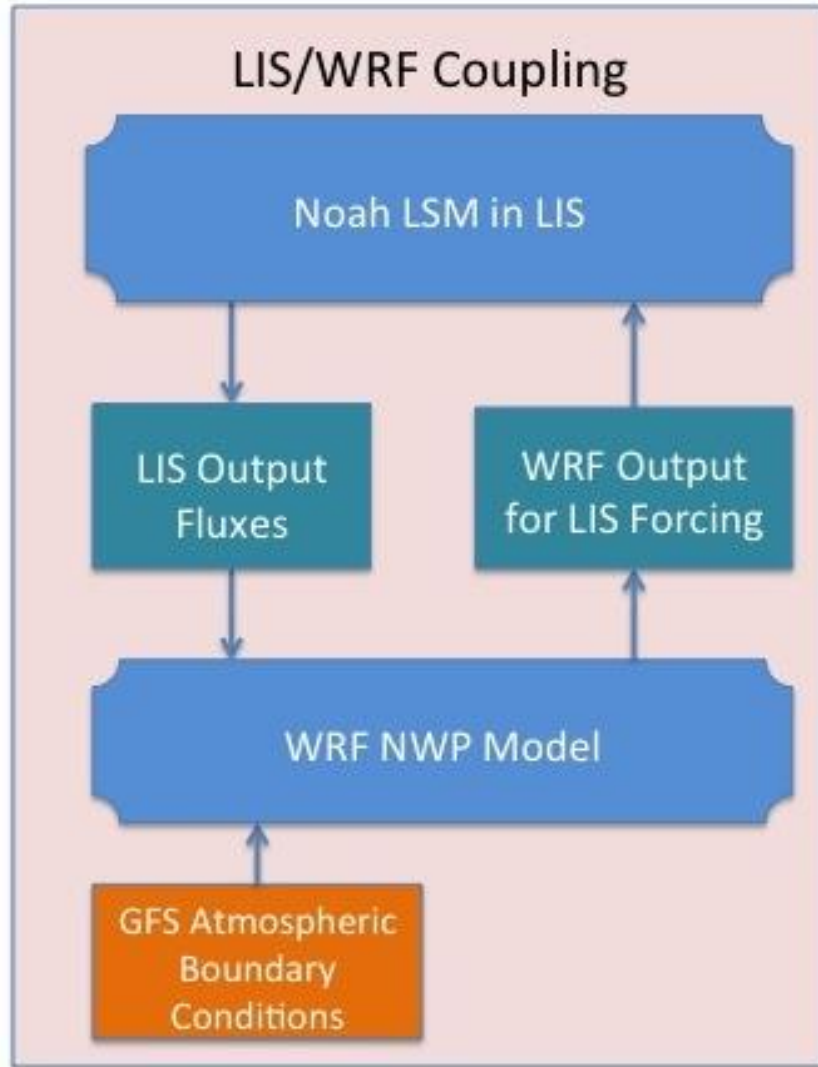 LIS/WRF Coupling
Noah LSM in LIS
LIS Output
Fluxes
WRF Output
for LIS Forcing
WRF NWP Model
GFS Atmospheric
Boundary
Conditions